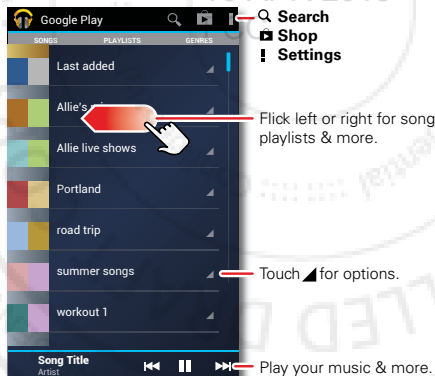 Google Play
Search
Shop
Settings
SONGS PLAYLISTS GENRES
Last added
Allie's
Flick left or right for song
playlists & more.
Allie live shows
Portland
road trip
summer songs
Touch for options.
workout 1
Song Title
Artist
Play your music & more.